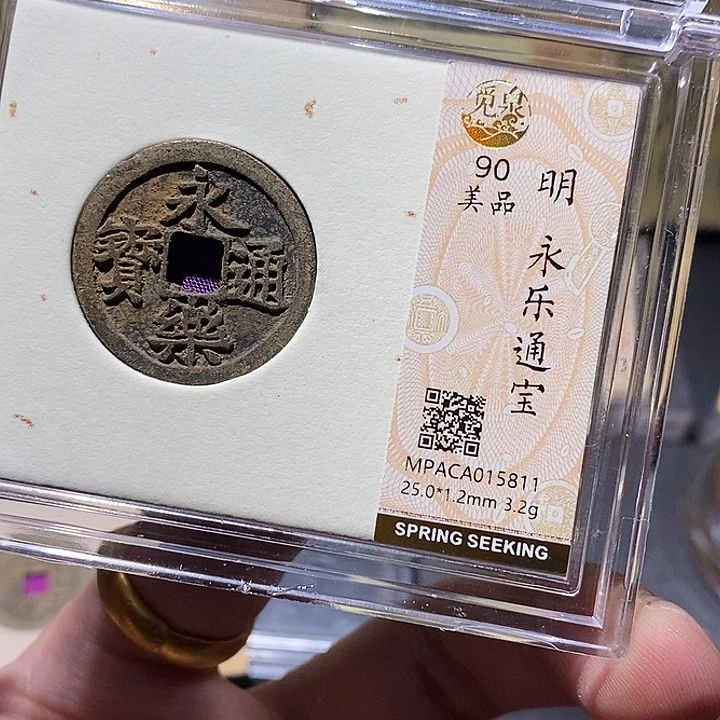 永樂通寶
觅泉
90
美品
明
永乐通宝
MPACA015811
25.0*1.2mm 3.2g
SPRING SEEKING